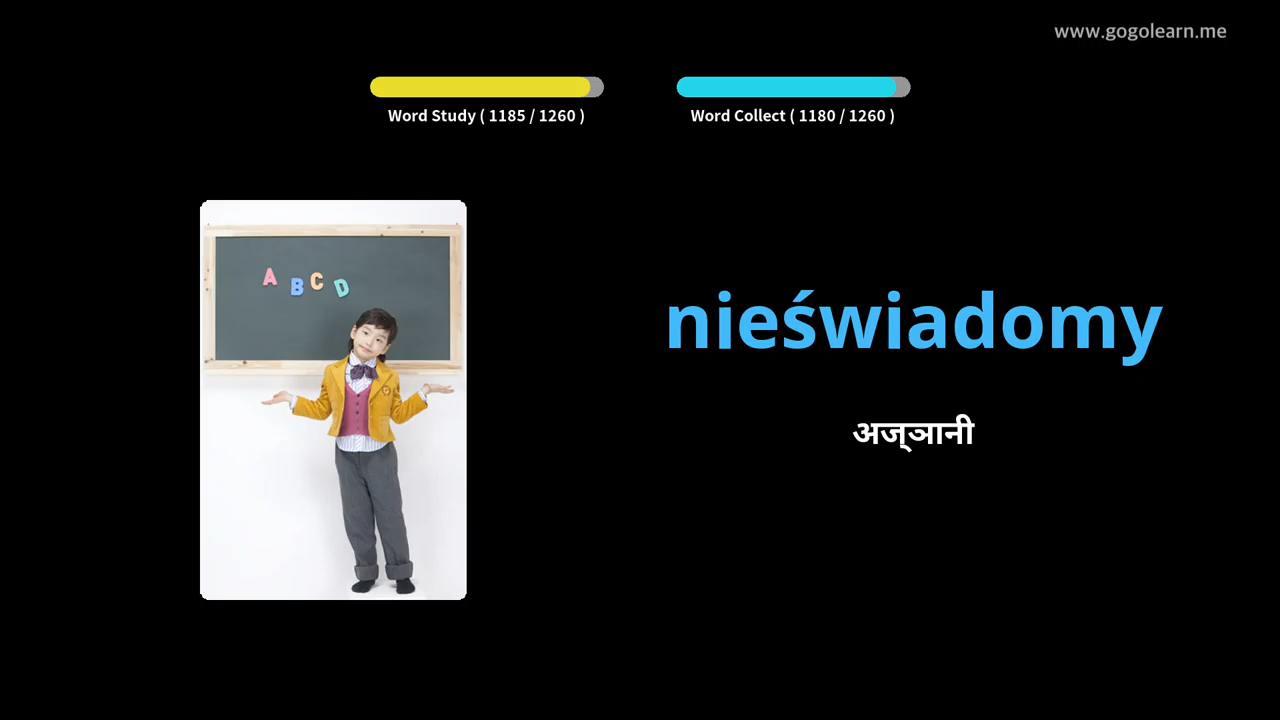 www.gogolearn.me
Word Study ( 1185 / 1260 )
Word Collect ( 1180 / 1260 )
A B C D
nieświadomy
अज्ञानी